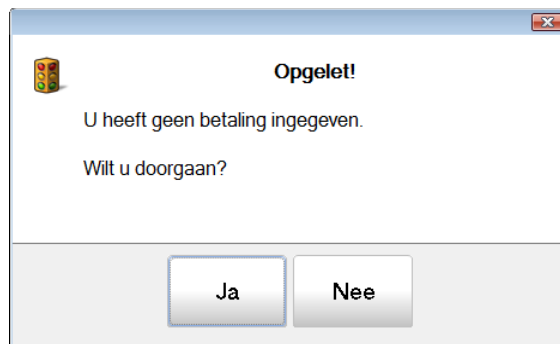 Opgelet!
U heeft geen betaling ingegeven.
Wilt u doorgaan?
Ja
Nee